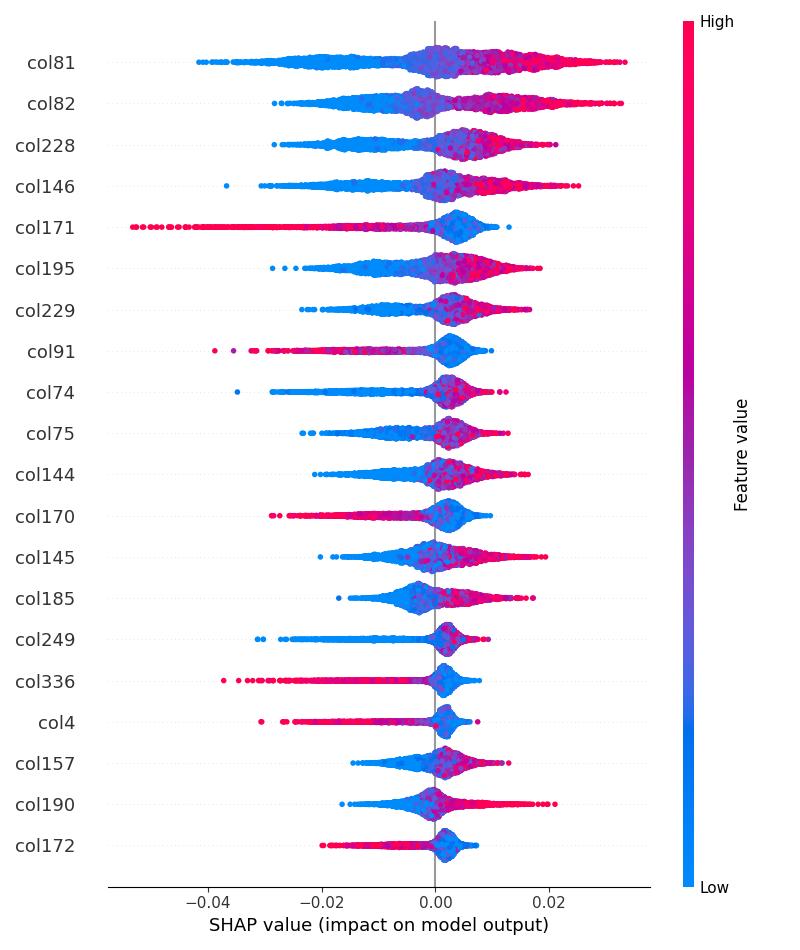 High
col81
col82
col228
col146
col171
col195
col229
col91
col74
col75
col144
col170
col145
col185
col249
col336
col4
col157
col190
col172
Feature value
Low
−0.04 −0.02 0.00 0.02
SHAP value (impact on model output)